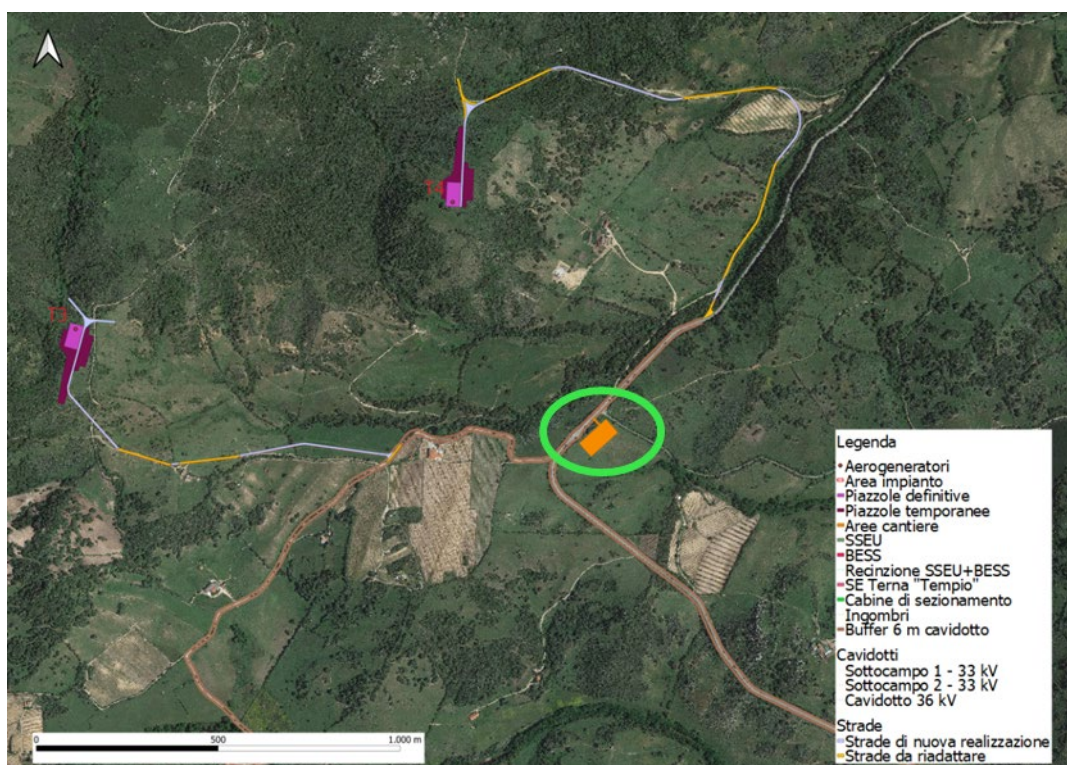 T4
T3
Legenda
Aerogeneratori
Area impianto
Piazzole definitive
Piazzole temporanee
Aree cantiere
SSEU
BESS
Recinzione SSEU+BESS
SE Terna "Tempio"
Cabine di sezionamento
Ingombri
Buffer 6 m cavidotto
Cavidotti
Sottocampo 1 - 33 kV
Sottocampo 2 - 33 kV
Cavidotto 36 kV
Strade
Strade di nuova realizzazione
Strade da riadattare
0 500 1.000 m